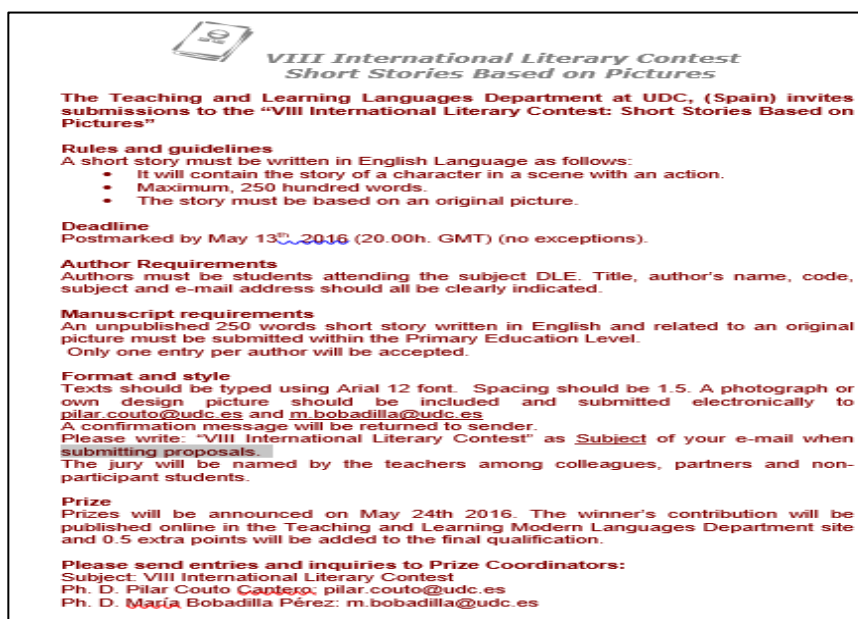 VIII International Literary Contest
Short Stories Based on Pictures
The Teaching and Learning Languages Department at UDC, (Spain) invites
submissions to the “VIII International Literary Contest: Short Stories Based on
Pictures”
Rules and guidelines
A short story must be written in English Language as follows:
• It will contain the story of a character in a scene with an action.
• Maximum, 250 hundred words.
• The story must be based on an original picture.
Deadline
Postmarked by May 13th, 2016 (20.00h. GMT) (no exceptions).
Author Requirements
Authors must be students attending the subject DLE. Title, author's name, code,
subject and e-mail address should all be clearly indicated.
Manuscript requirements
An unpublished 250 words short story written in English and related to an original
picture must be submitted within the Primary Education Level.
Only one entry per author will be accepted.
Format and style
Texts should be typed using Arial 12 font. Spacing should be 1.5. A photograph or
own design picture should be included and submitted electronically to
pilar.couto@udc.es and m.bobadilla@udc.es
A confirmation message will be returned to sender.
Please write: “VIII International Literary Contest” as Subject of your e-mail when
submitting proposals.
The jury will be named by the teachers among colleagues, partners and non-
participant students.
Prize
Prizes will be announced on May 24th 2016. The winner's contribution will be
published online in the Teaching and Learning Modern Languages Department site
and 0.5 extra points will be added to the final qualification.
Please send entries and inquiries to Prize Coordinators:
Subject: VIII International Literary Contest
Ph. D. Pilar Couto Cantero: pilar.couto@udc.es
Ph. D. María Bobadilla Pérez: m.bobadilla@udc.es